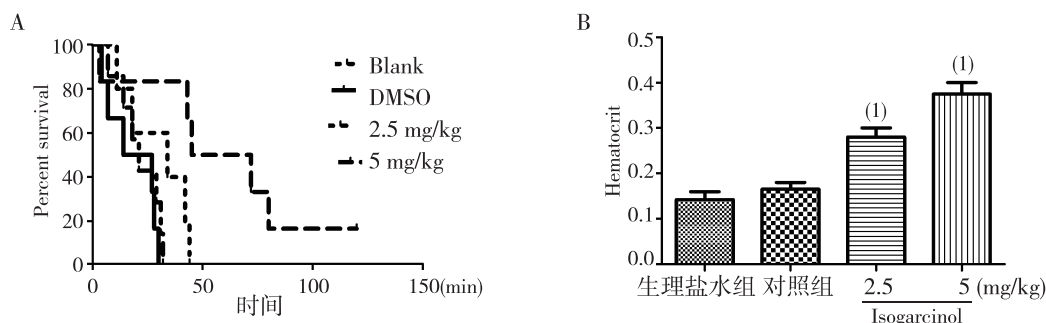 A
100
80
60
40
20
0
Percent survival
0
50
100
150(min)
时间
Blank
DMSO
2.5 mg/kg
5 mg/kg
B
0.5
0.4
0.3
0.2
0.1
0.0
Hematocrit
(1)
(1)
生理盐水组 对照组 2.5 5 (mg/kg)
Isogarcinol